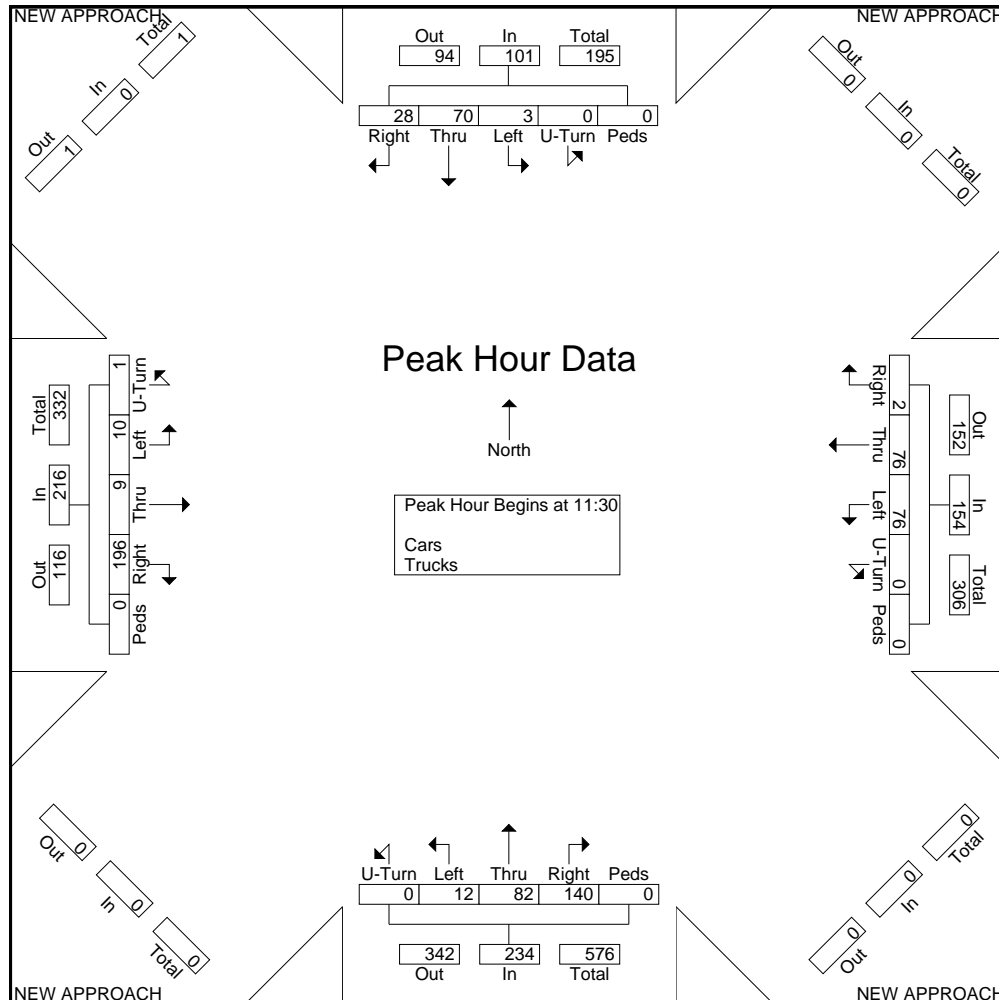 NEW APPROACH
NEW APPROACH
Total
1
In
0
Out
1
Out In Total
94 101 195
28 70 3 0 0
Right Thru Left U-Turn Peds
Out
0
In
0
Total
0
Peak Hour Data
North
Peak Hour Begins at 11:30
Cars
Trucks
Total
332
In
216
Out
116
1 10 9 196 0
U-Turn Left Thru Right Peds
Right Thru Left U-Turn Peds
2 76 76 0 0
Out
152
In
154
Total
306
Out
0
In
0
Total
0
U-Turn Left Thru Right Peds
0 12 82 140 0
342 234 576
Out In Total
0
Total
0
In
0
Out
NEW APPROACH
NEW APPROACH